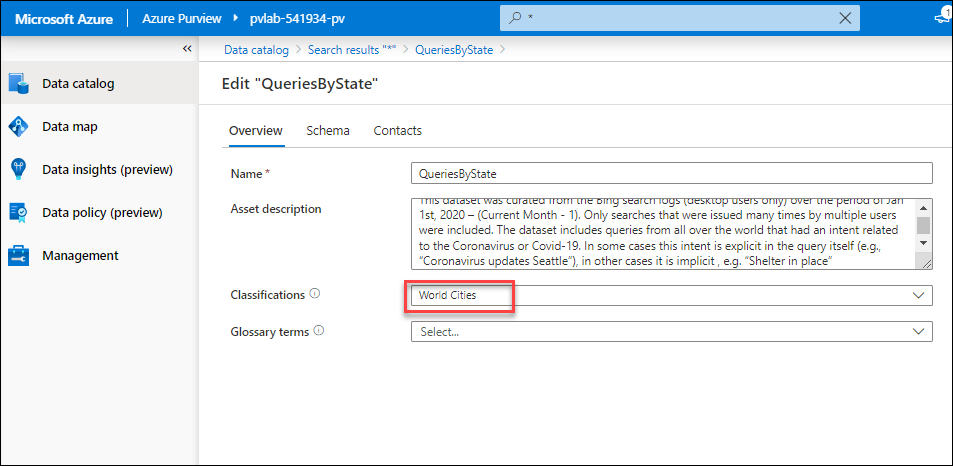 Microsoft Azure Azure Purview > pvlab-541934-pv * 1
« Data catalog > Search results "*" > QueriesByState >
Data catalog
Edit "QueriesByState"
Data map
Overview Schema Contacts
Data insights (preview)
Name * QueriesByState
Data policy (preview)
Asset description
This dataset was curated from the Bing search logs (desktop users only) over the period of Jan
1st, 2020 – (Current Month - 1). Only searches that were issued many times by multiple users
were included. The dataset includes queries from all over the world that had an intent related
to the Coronavirus or Covid-19. In some cases this intent is explicit in the query itself (e.g.,
“Coronavirus updates Seattle”), in other cases it is implicit , e.g. “Shelter in place”
Management
Classifications World Cities
Glossary terms Select...